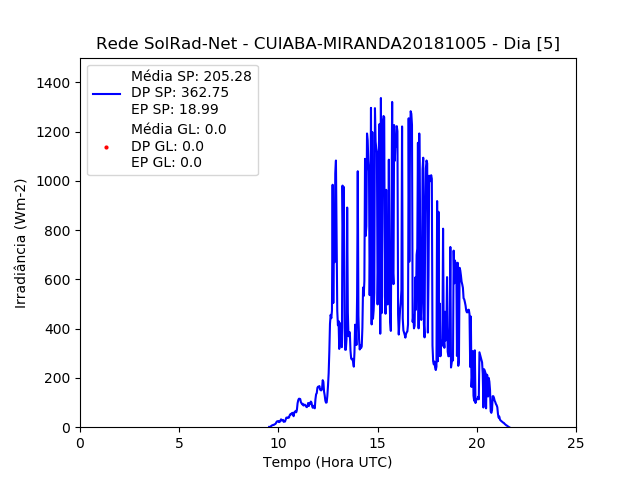 Rede SolRad-Net - CUIABA-MIRANDA20181005 - Dia [5]
Média SP: 205.28
DP SP: 362.75
EP SP: 18.99
Média GL: 0.0
DP GL: 0.0
EP GL: 0.0
1400
1200
1000
800
600
400
200
0
Irradiância (Wm-2)
0 5 10 15 20 25
Tempo (Hora UTC)